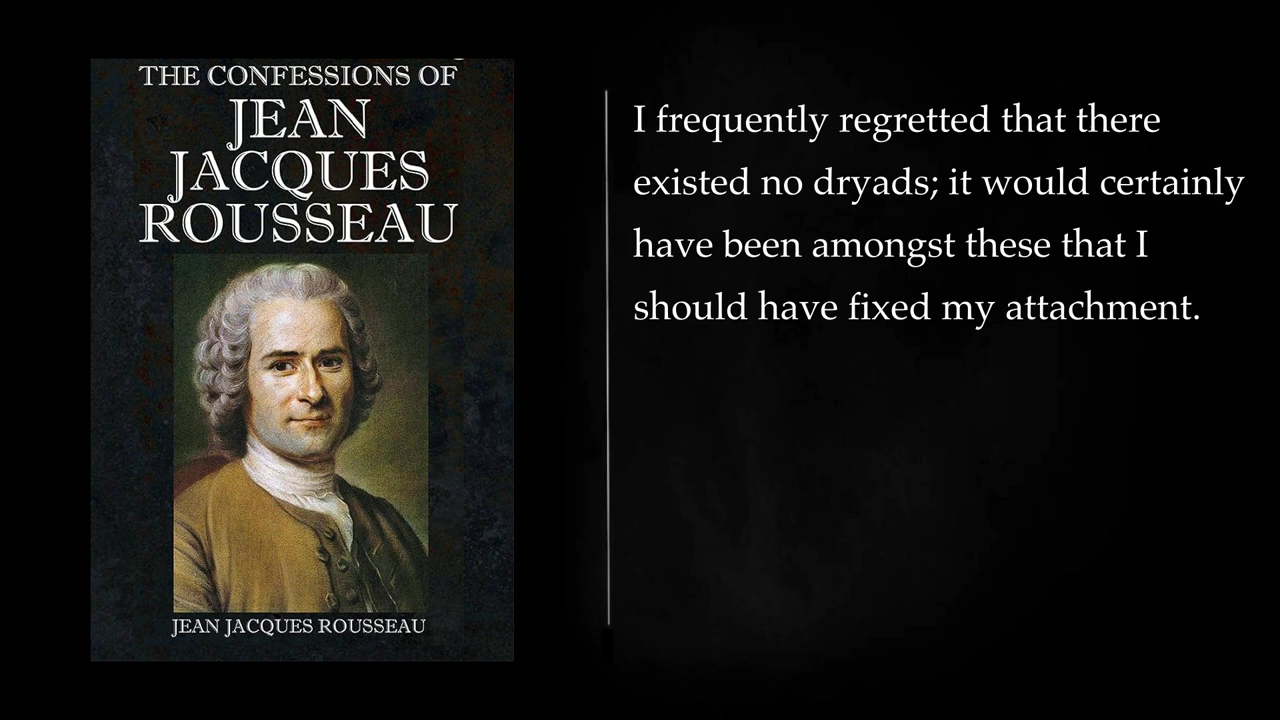 THE CONFESSIONS OF
JEAN
JACQUES
ROUSSEAU
JEAN JACQUES ROUSSEAU
I frequently regretted that there
existed no dryads; it would certainly
have been amongst these that I
should have fixed my attachment.